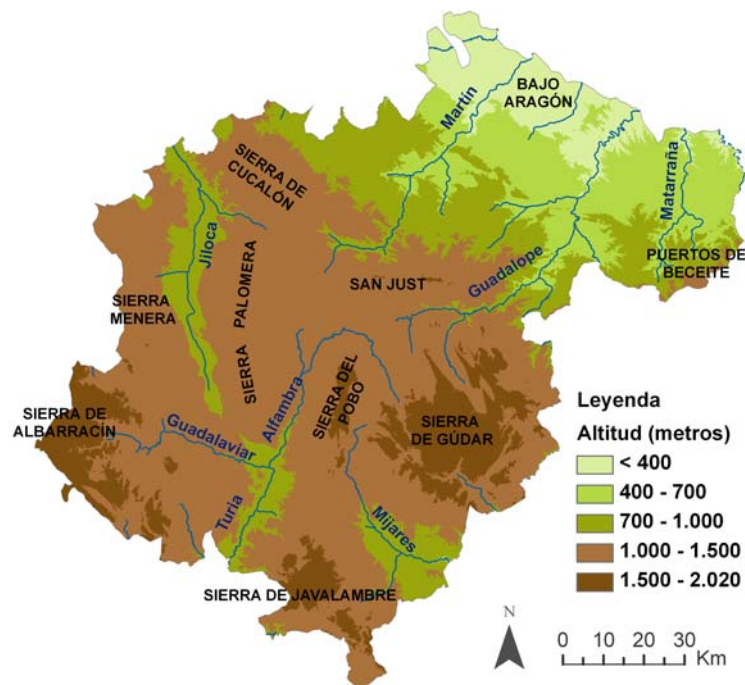 BAJO
ARAGÓN
Martín
SIERRA DE
CUCALÓN
Matarraña
Jiloca
PUERTOS DE
BECEITE
Guadalope
SAN JUST
SIERRA PALOMERA
SIERRA
MENERA
Alfambra
SIERRA DEL
POBO
SIERRA DE
ALBARRACÍN
Guadalaviar
SIERRA
DE GÚDAR
Turia
Mijares
SIERRA DE JAVALAMBRE
Leyenda
Altitud (metros)
< 400
400 - 700
700 - 1.000
1.000 - 1.500
1.500 - 2.020
N
0 5 10 20 30
Km